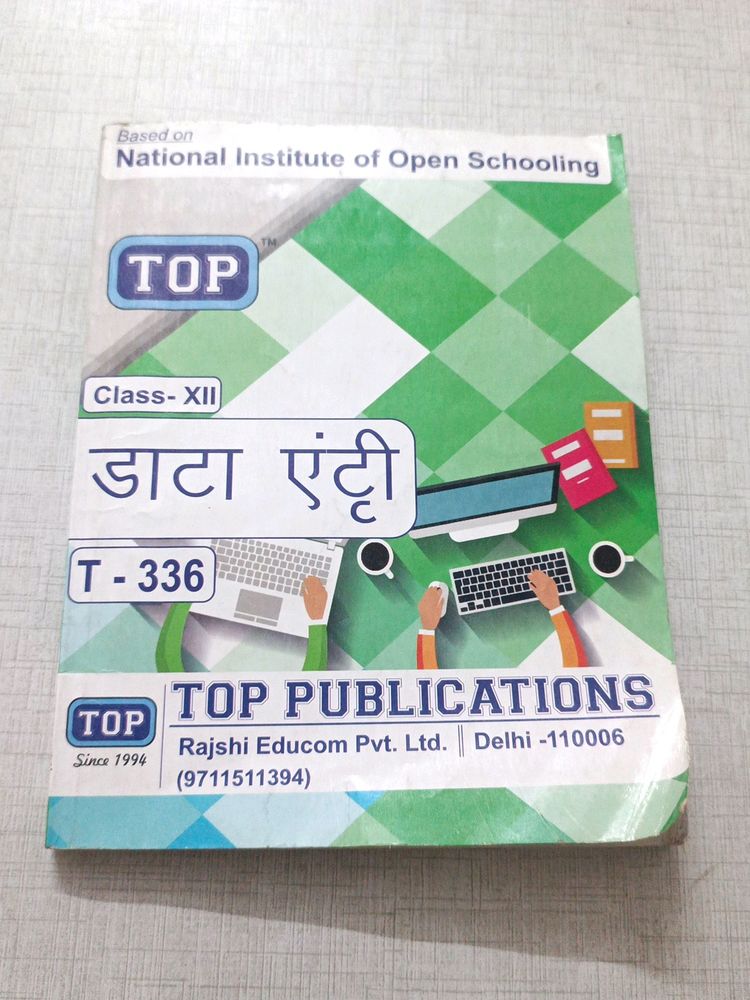 Based on
National Institute of Open Schooling
TOP™
Class- XII
डाटा एंट्री
T - 336
TOP
Since 1994
TOP PUBLICATIONS
Rajshi Educom Pvt. Ltd. || Delhi -110006
(9711511394)